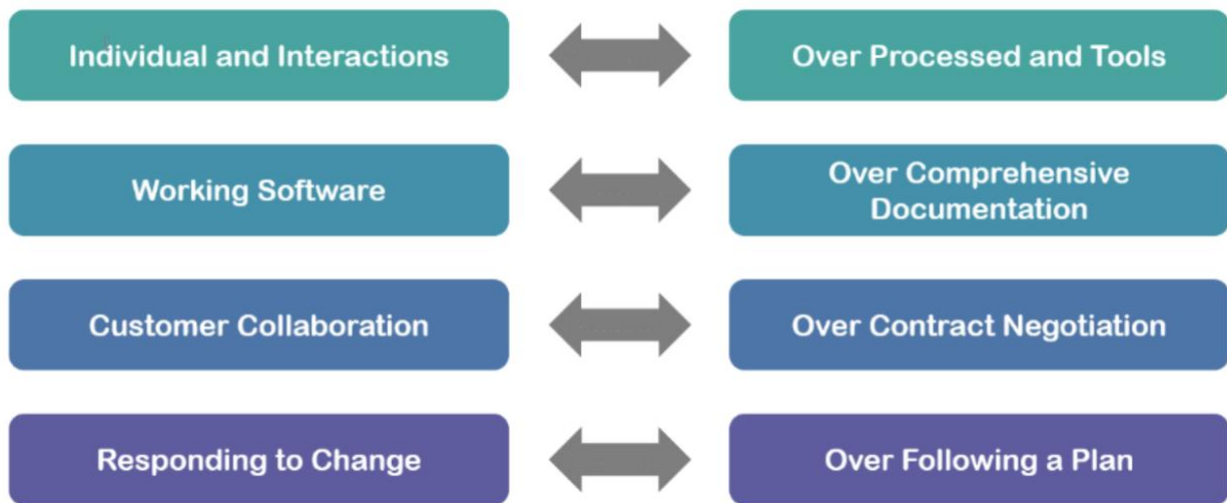 Individual and Interactions
Over Processed and Tools
Working Software
Over Comprehensive
Documentation
Customer Collaboration
Over Contract Negotiation
Responding to Change
Over Following a Plan